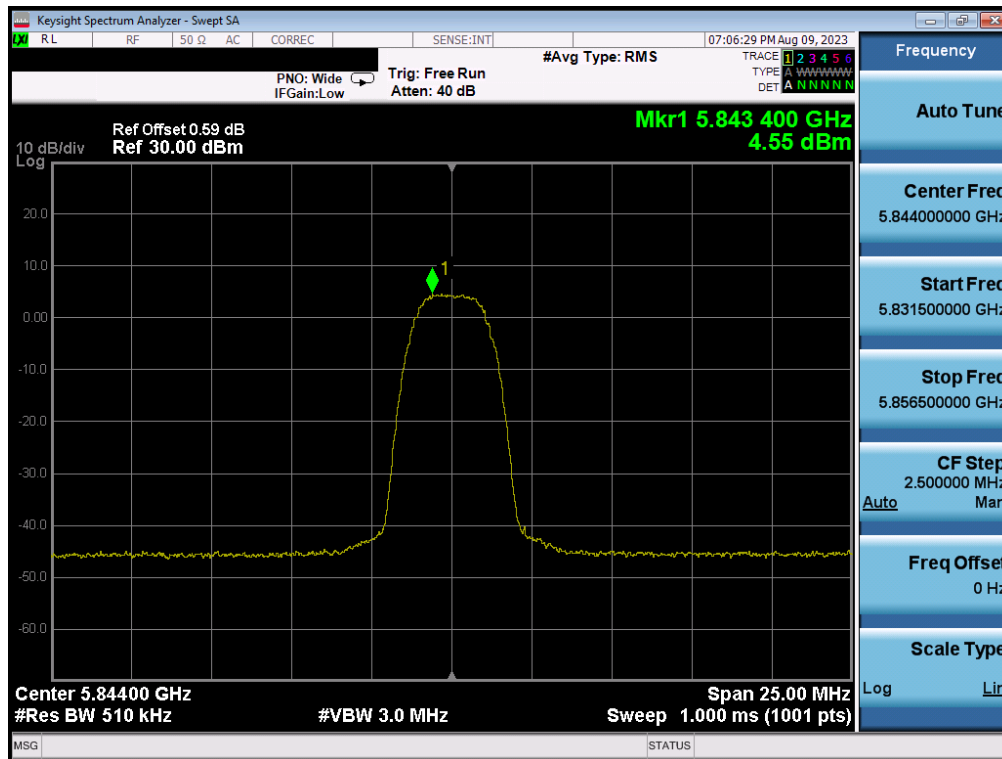 Keysight Spectrum Analyzer - Swept SA
LXI RL RF 50 Ω AC CORREC SENSE:INT 07:06:29 PM Aug 09, 2023
#Avg Type: RMS
TRACE 1 2 3 4 5 6
TYPE A WWWWW
DET A N N N N N
PNO: Wide
IFGain:Low
Trig: Free Run
Atten: 40 dB
Mkr1 5.843 400 GHz
4.55 dBm
Ref Offset 0.59 dB
Ref 30.00 dBm
10 dB/div
Log
20.0
10.0
0.00
-10.0
-20.0
-30.0
-40.0
-50.0
-60.0
1
Center 5.84400 GHz
Span 25.00 MHz
#Res BW 510 kHz
#VBW 3.0 MHz
Sweep 1.000 ms (1001 pts)
MSG
STATUS
Frequency
Auto Tune
Center Freq
5.844000000 GHz
Start Freq
5.831500000 GHz
Stop Freq
5.856500000 GHz
CF Step
2.500000 MHz
Auto Man
Freq Offset
0 Hz
Scale Type
Log Lin